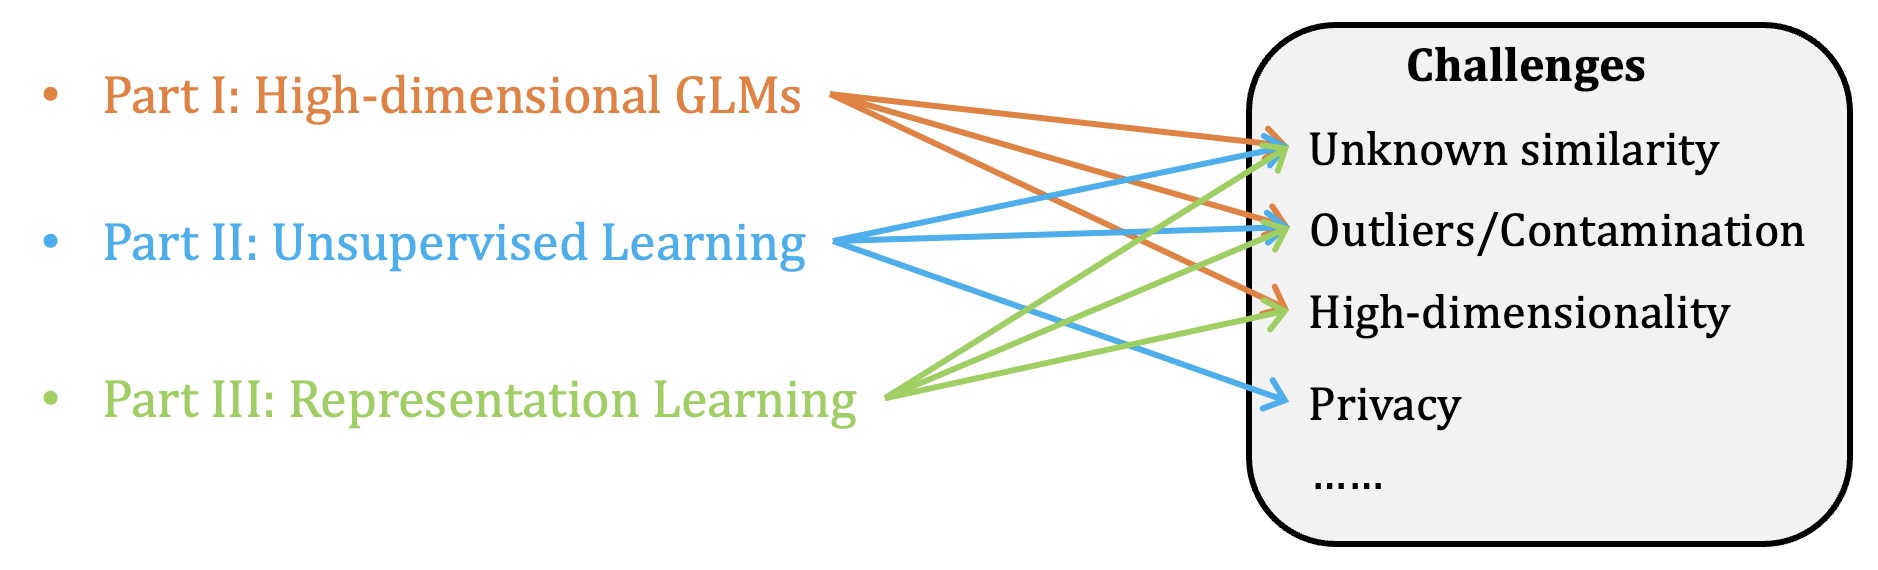 • Part I: High-dimensional GLMs
• Part II: Unsupervised Learning
• Part III: Representation Learning
Challenges
Unknown similarity
Outliers/Contamination
High-dimensionality
Privacy
……